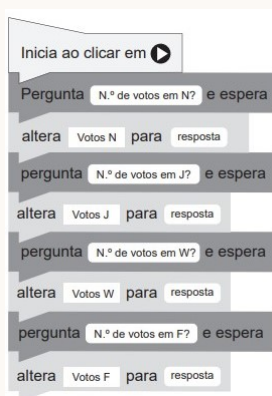 Inicia ao clicar em
Pergunta N.º de votos em N? e espera
altera Votos N para resposta
pergunta N.º de votos em J? e espera
altera Votos J para resposta
pergunta N.º de votos em W? e espera
altera Votos W para resposta
pergunta N.º de votos em F? e espera
altera Votos F para resposta